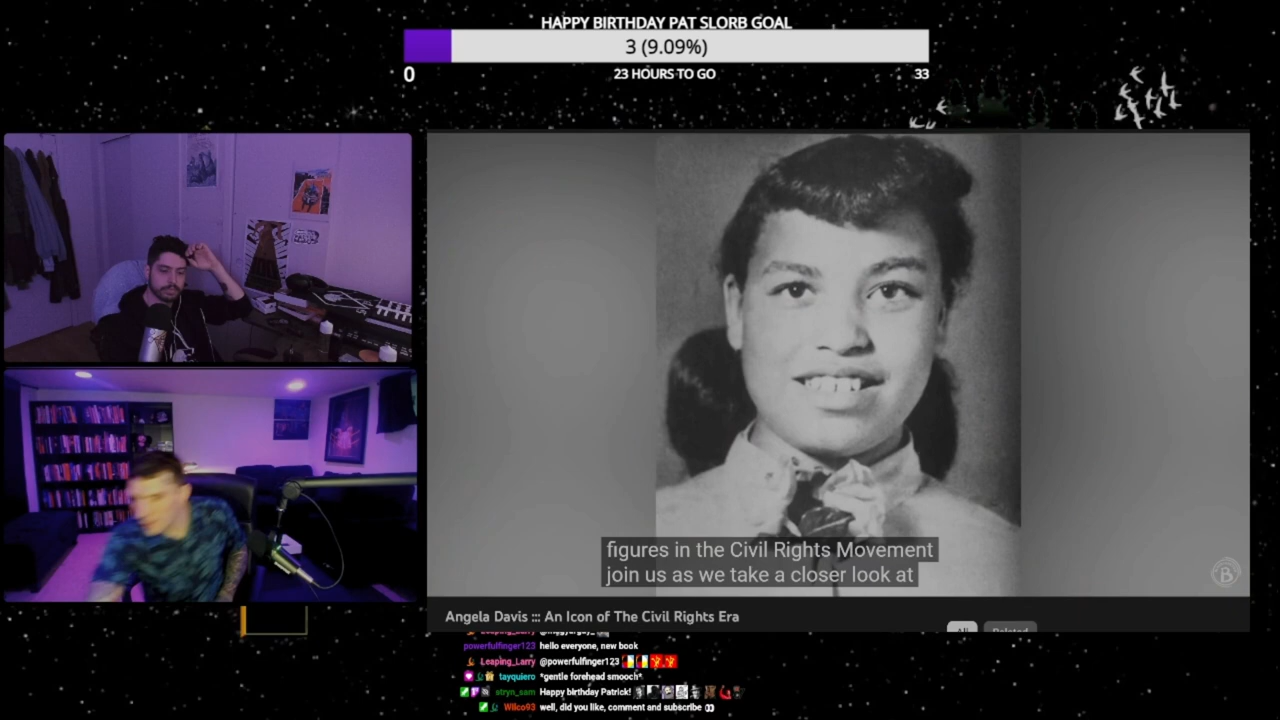 HAPPY BIRTHDAY PAT SLORB GOAL
3 (9.09%)
0
23 HOURS TO GO
33
figures in the Civil Rights Movement
join us as we take a closer look at
B
Angela Davis ::: An Icon of The Civil Rights Era
All
Related
Leaping_Larry
powerfulfinger123 hello everyone, new book
Leaping_Larry @powerfulfinger123
tayquiero *gentle forehead smooch*
stryn_sam Happy birthday Patrick!
Wilco93 well, did you like, comment and subscribe